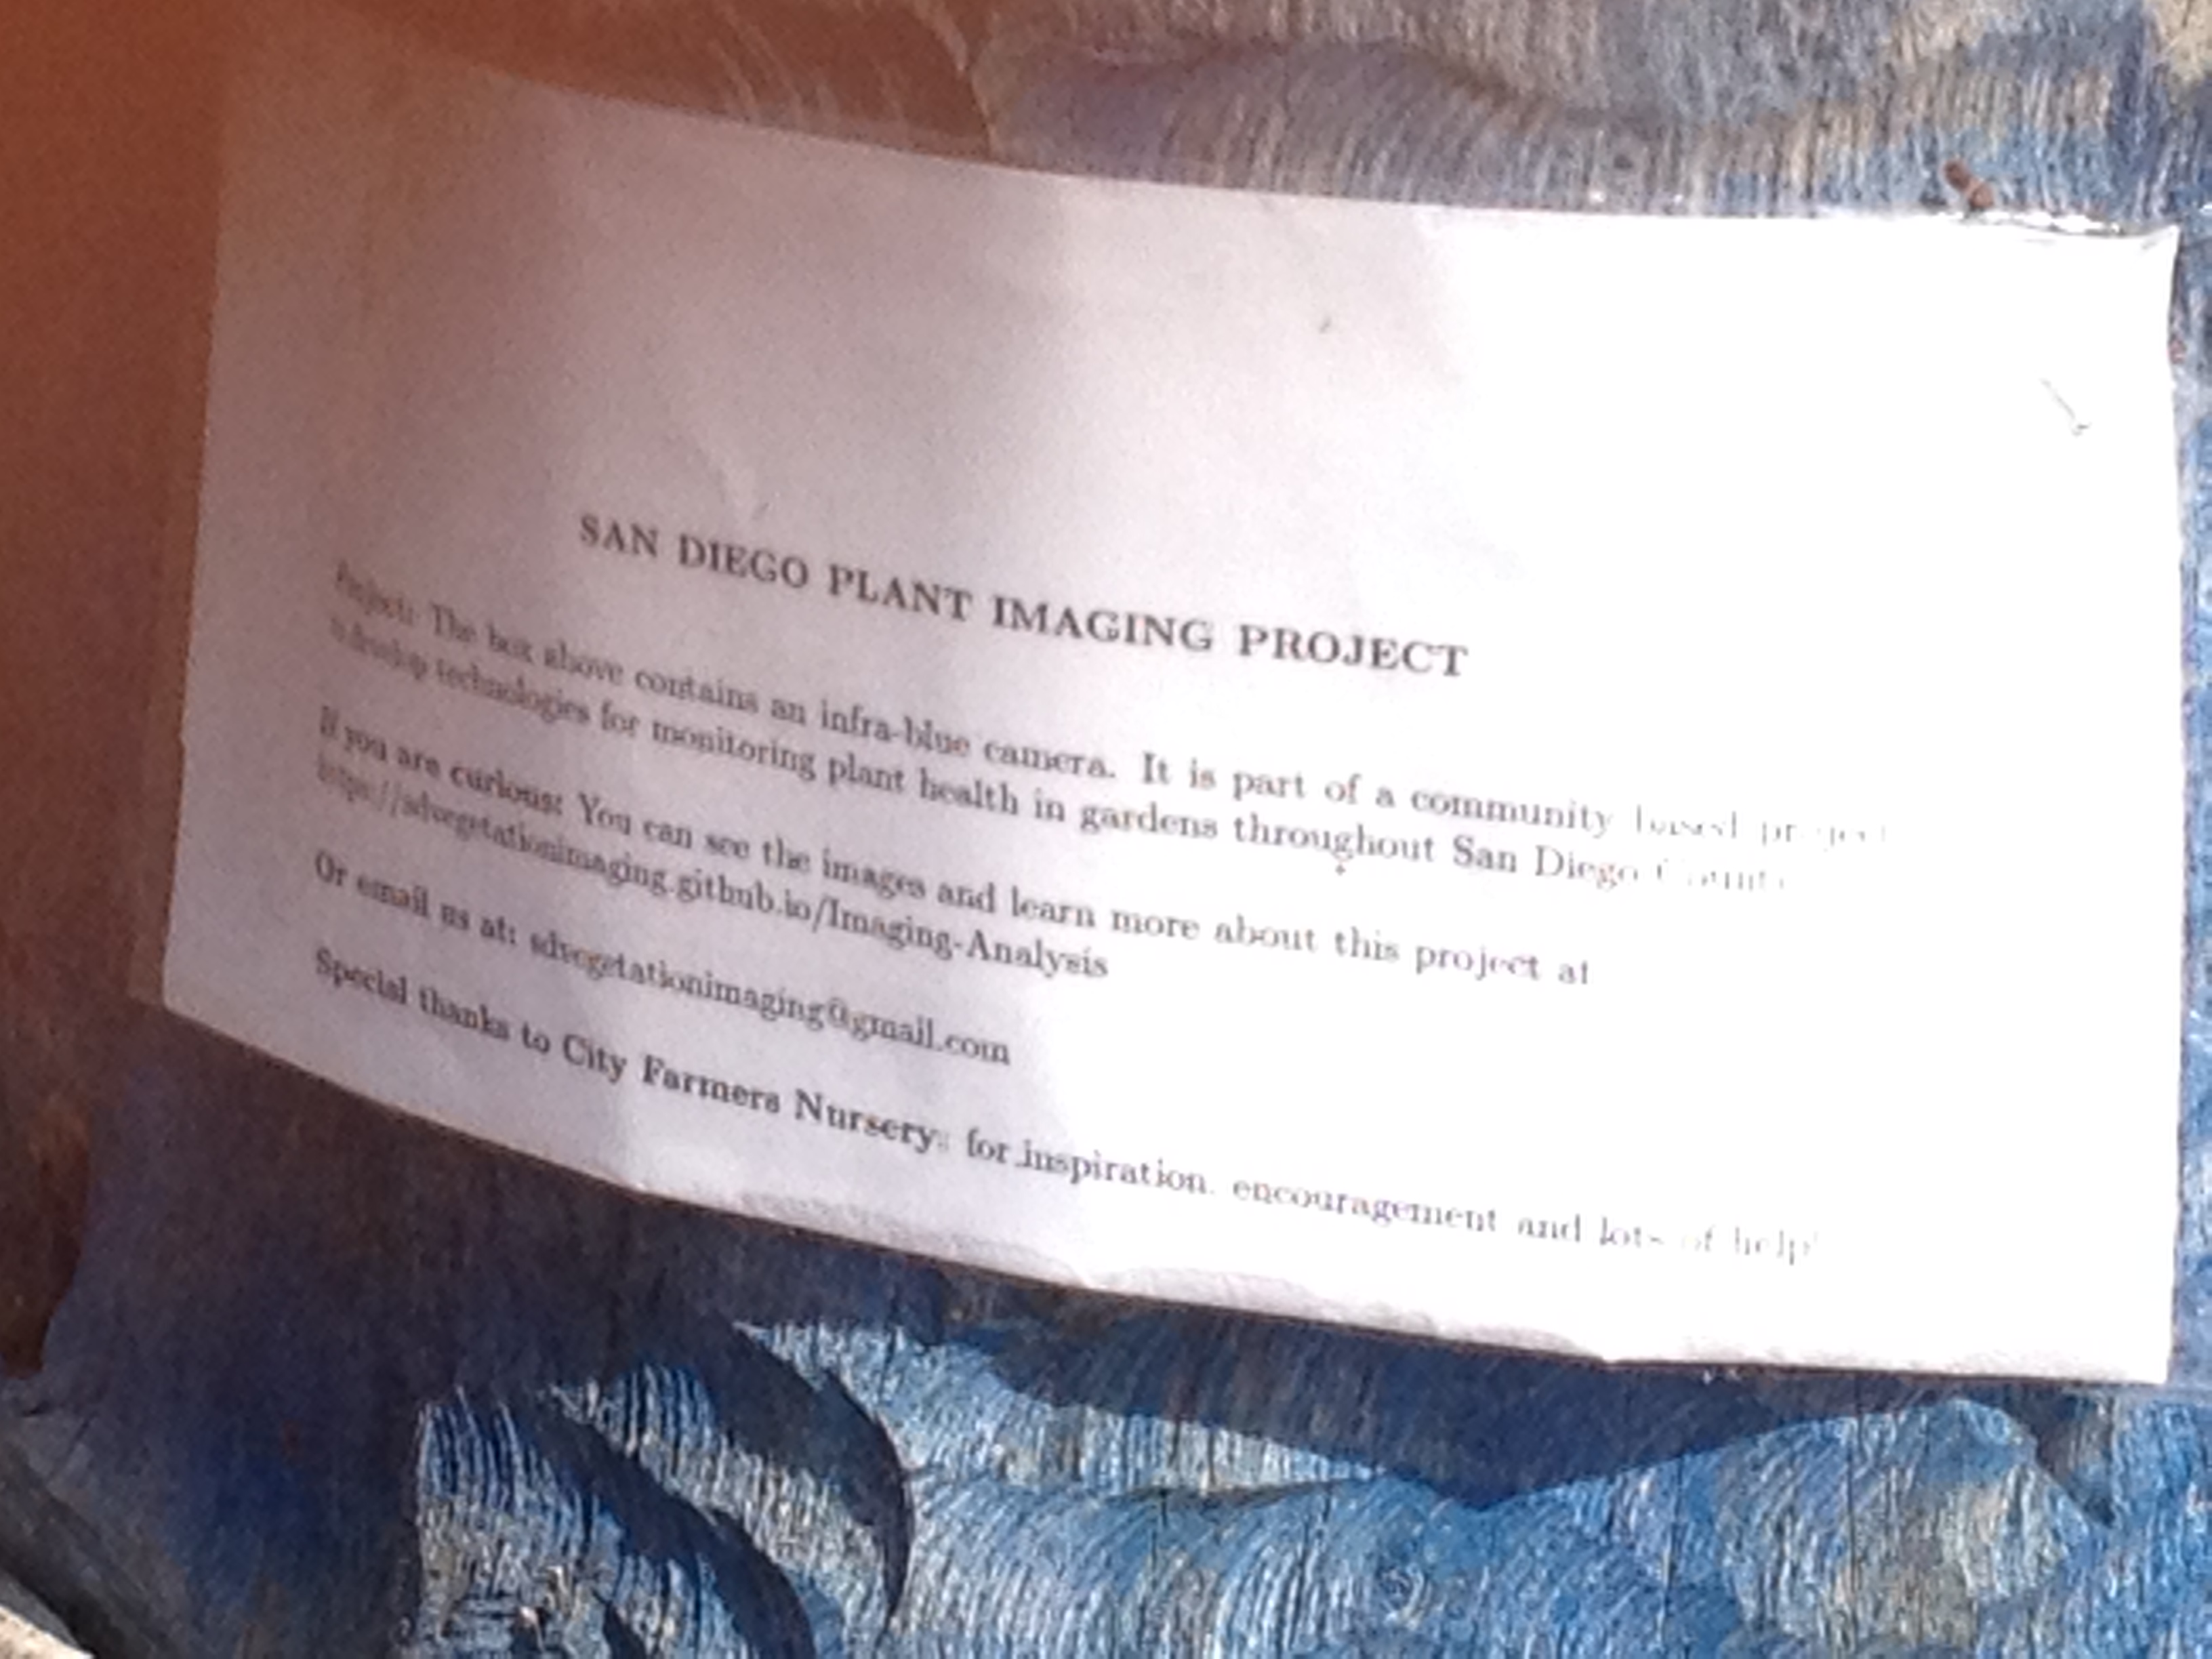 SAN DIEGO PLANT IMAGING PROJECT
Project: The box above contains an infra-blue camera. It is part of a community based project
to develop technologies for monitoring plant health in gardens throughout San Diego County
If you are curious: You can see the images and learn more about this project at
https://sdvegetationimaging.github.io/Imaging-Analysis
Or email us at: sdvegetationimaging@gmail.com
Special thanks to City Farmers Nursery: for inspiration, encouragement and lots of help!